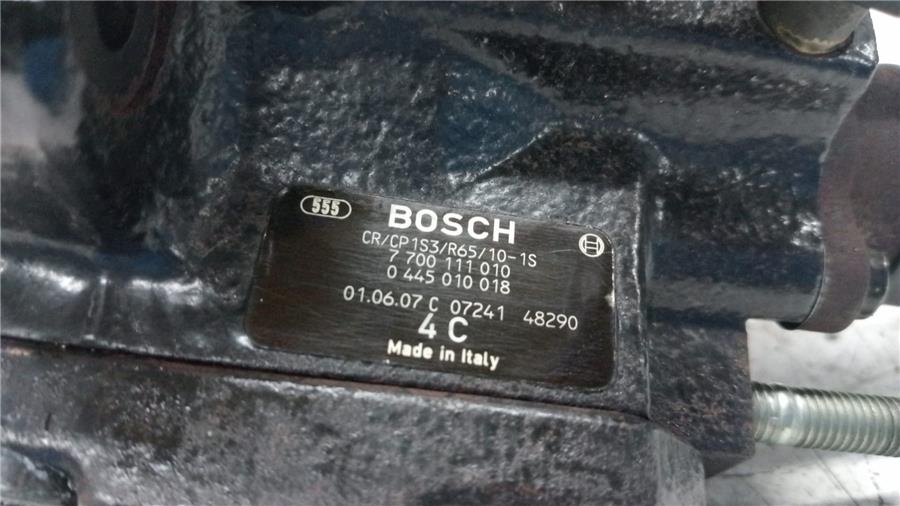 555
BOSCH
CR/CP1S3/R65/10-1S
7 700 111 010
0 445 010 018
01.06.07 C 07241 48290
4 C
Made in Italy